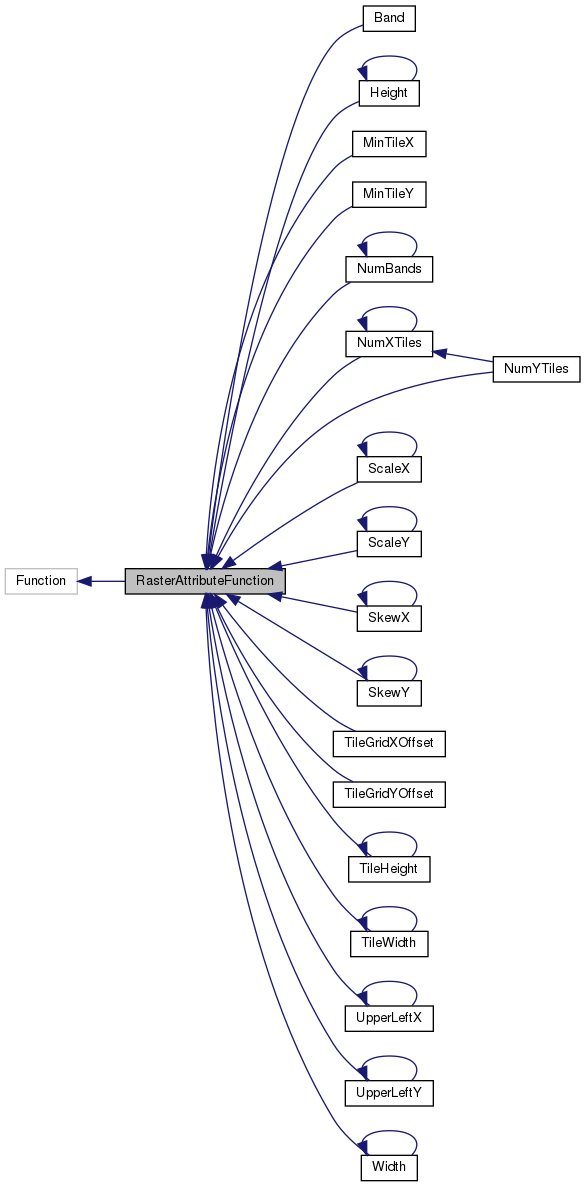 Band
Height
MinTileX
MinTileY
NumBands
NumXTiles
NumYTiles
ScaleX
ScaleY
Function
RasterAttributeFunction
SkewX
SkewY
TileGridXOffset
TileGridYOffset
TileHeight
TileWidth
UpperLeftX
UpperLeftY
Width